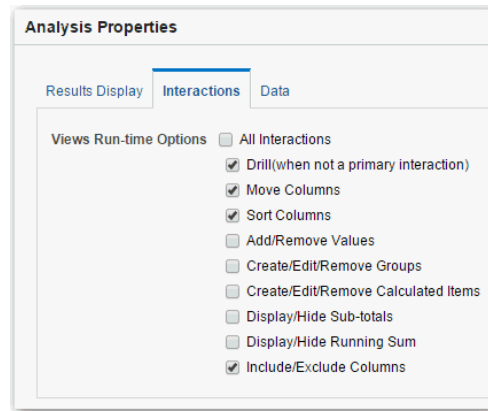 Analysis Properties
Results Display Interactions Data
Views Run-time Options All Interactions
Drill(when not a primary interaction)
Move Columns
Sort Columns
Add/Remove Values
Create/Edit/Remove Groups
Create/Edit/Remove Calculated Items
Display/Hide Sub-totals
Display/Hide Running Sum
Include/Exclude Columns